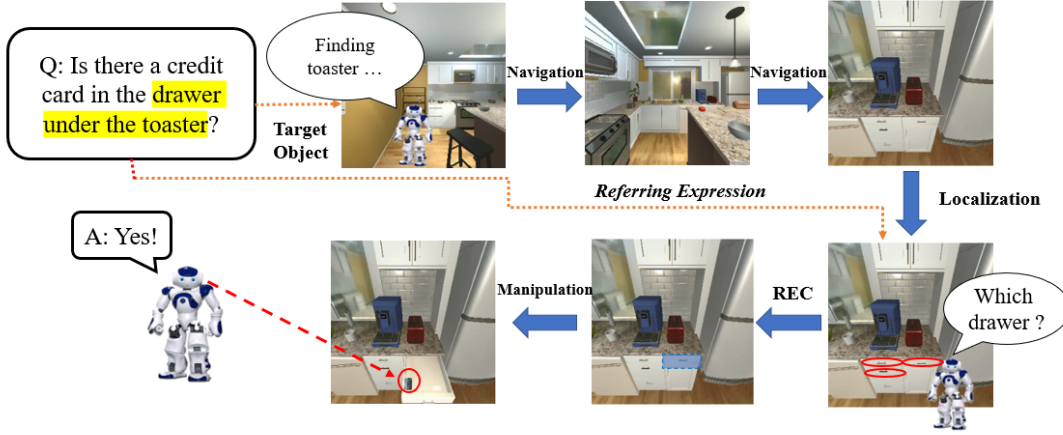 Q: Is there a credit
card in the drawer
under the toaster?
Finding
toaster ...
Target
Object
Navigation
Navigation
Referring Expression
Localization
Which
drawer ?
REC
Manipulation
A: Yes!